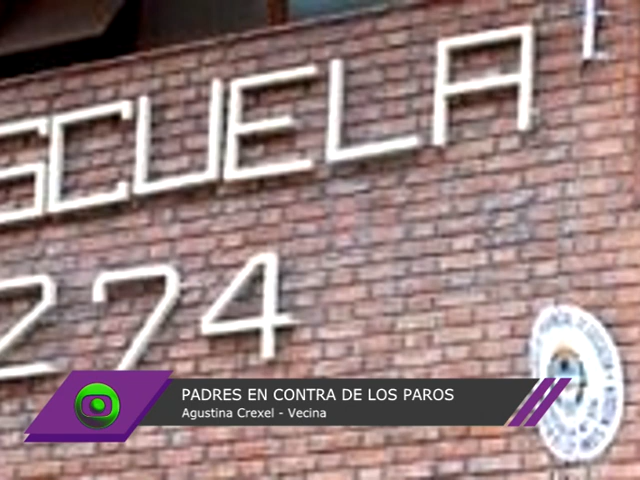 SCUELA
274
PADRES EN CONTRA DE LOS PAROS
Agustina Crexel - Vecina